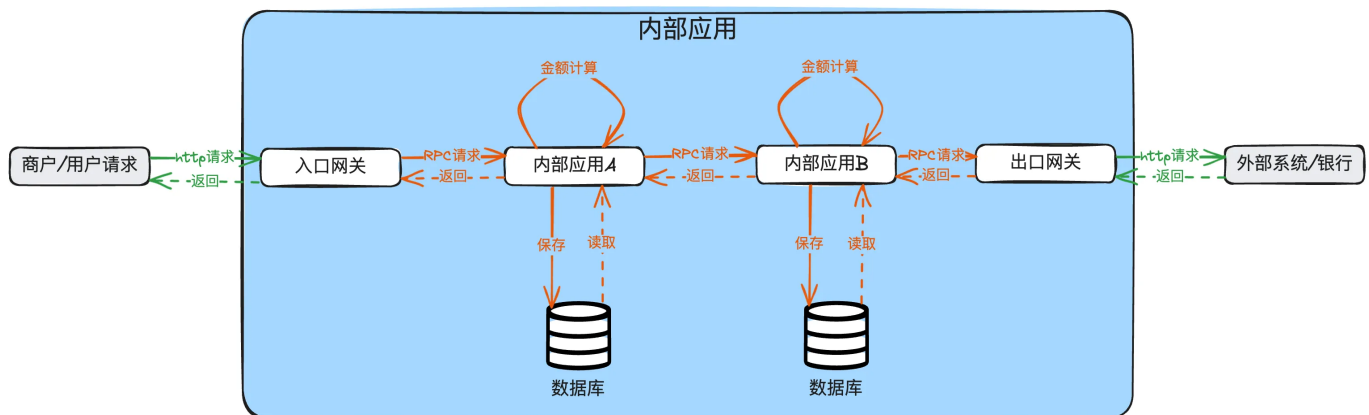 内部应用
金额计算
金额计算
商户/用户请求
http请求
返回
入口网关
RPC请求
返回
内部应用A
RPC请求
返回
内部应用B
RPC请求
返回
出口网关
http请求
返回
外部系统/银行
保存
读取
保存
读取
数据库
数据库